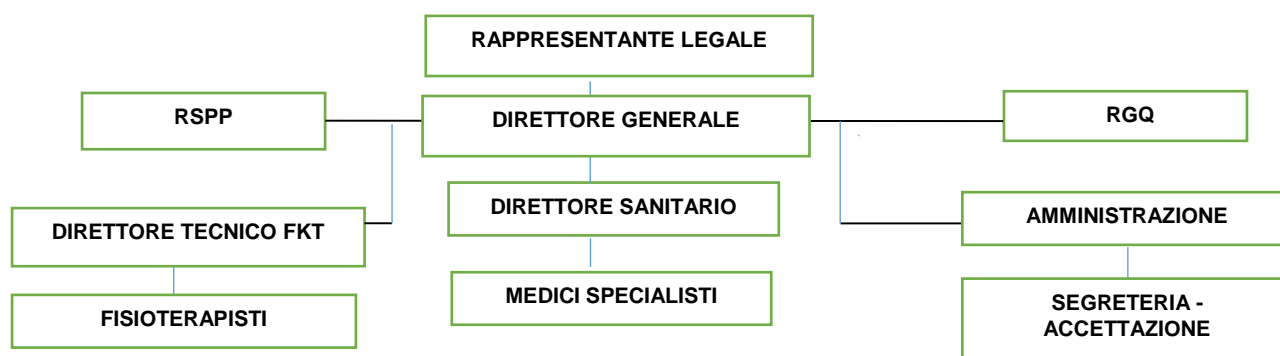 RAPPRESENTANTE LEGALE
RSPP
DIRETTORE GENERALE
RGQ
DIRETTORE TECNICO FKT
DIRETTORE SANITARIO
AMMINISTRAZIONE
FISIOTERAPISTI
MEDICI SPECIALISTI
SEGRETERIA -
ACCETTAZIONE